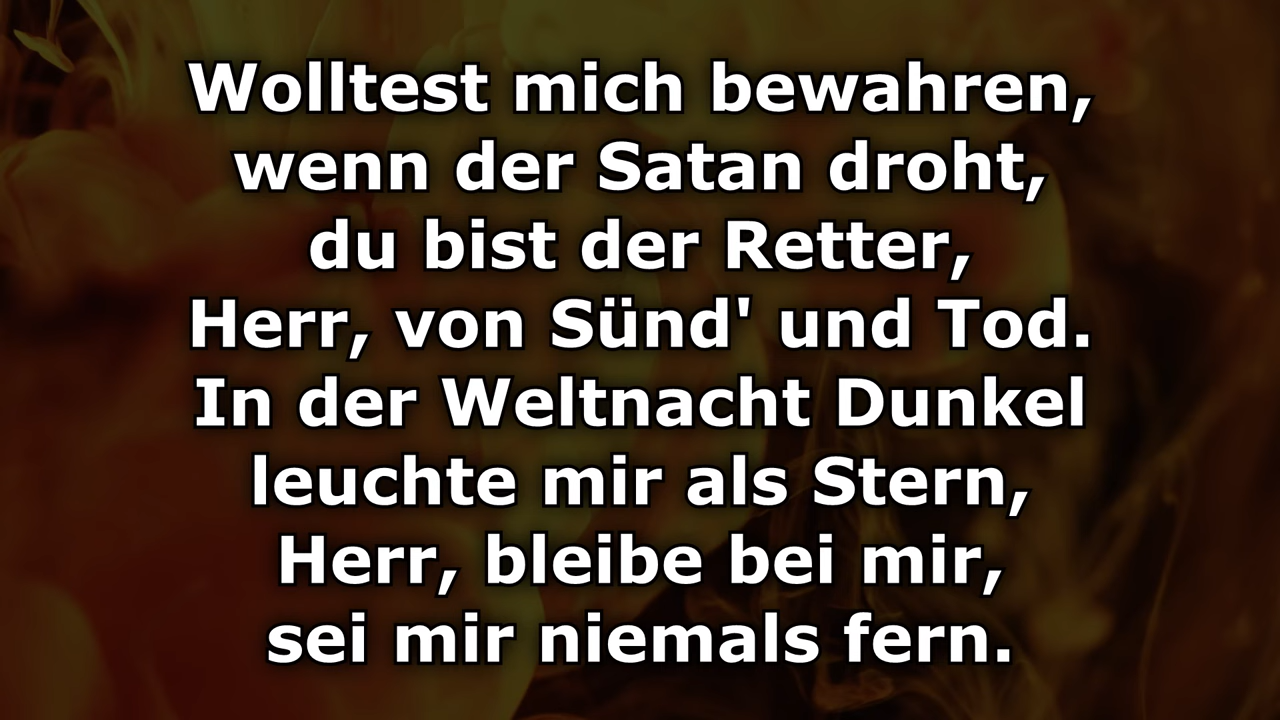 Wolltest mich bewahren,
wenn der Satan droht,
du bist der Retter,
Herr, von Sünd' und Tod.
In der Weltnacht Dunkel
leuchte mir als Stern,
Herr, bleibe bei mir,
sei mir niemals fern.